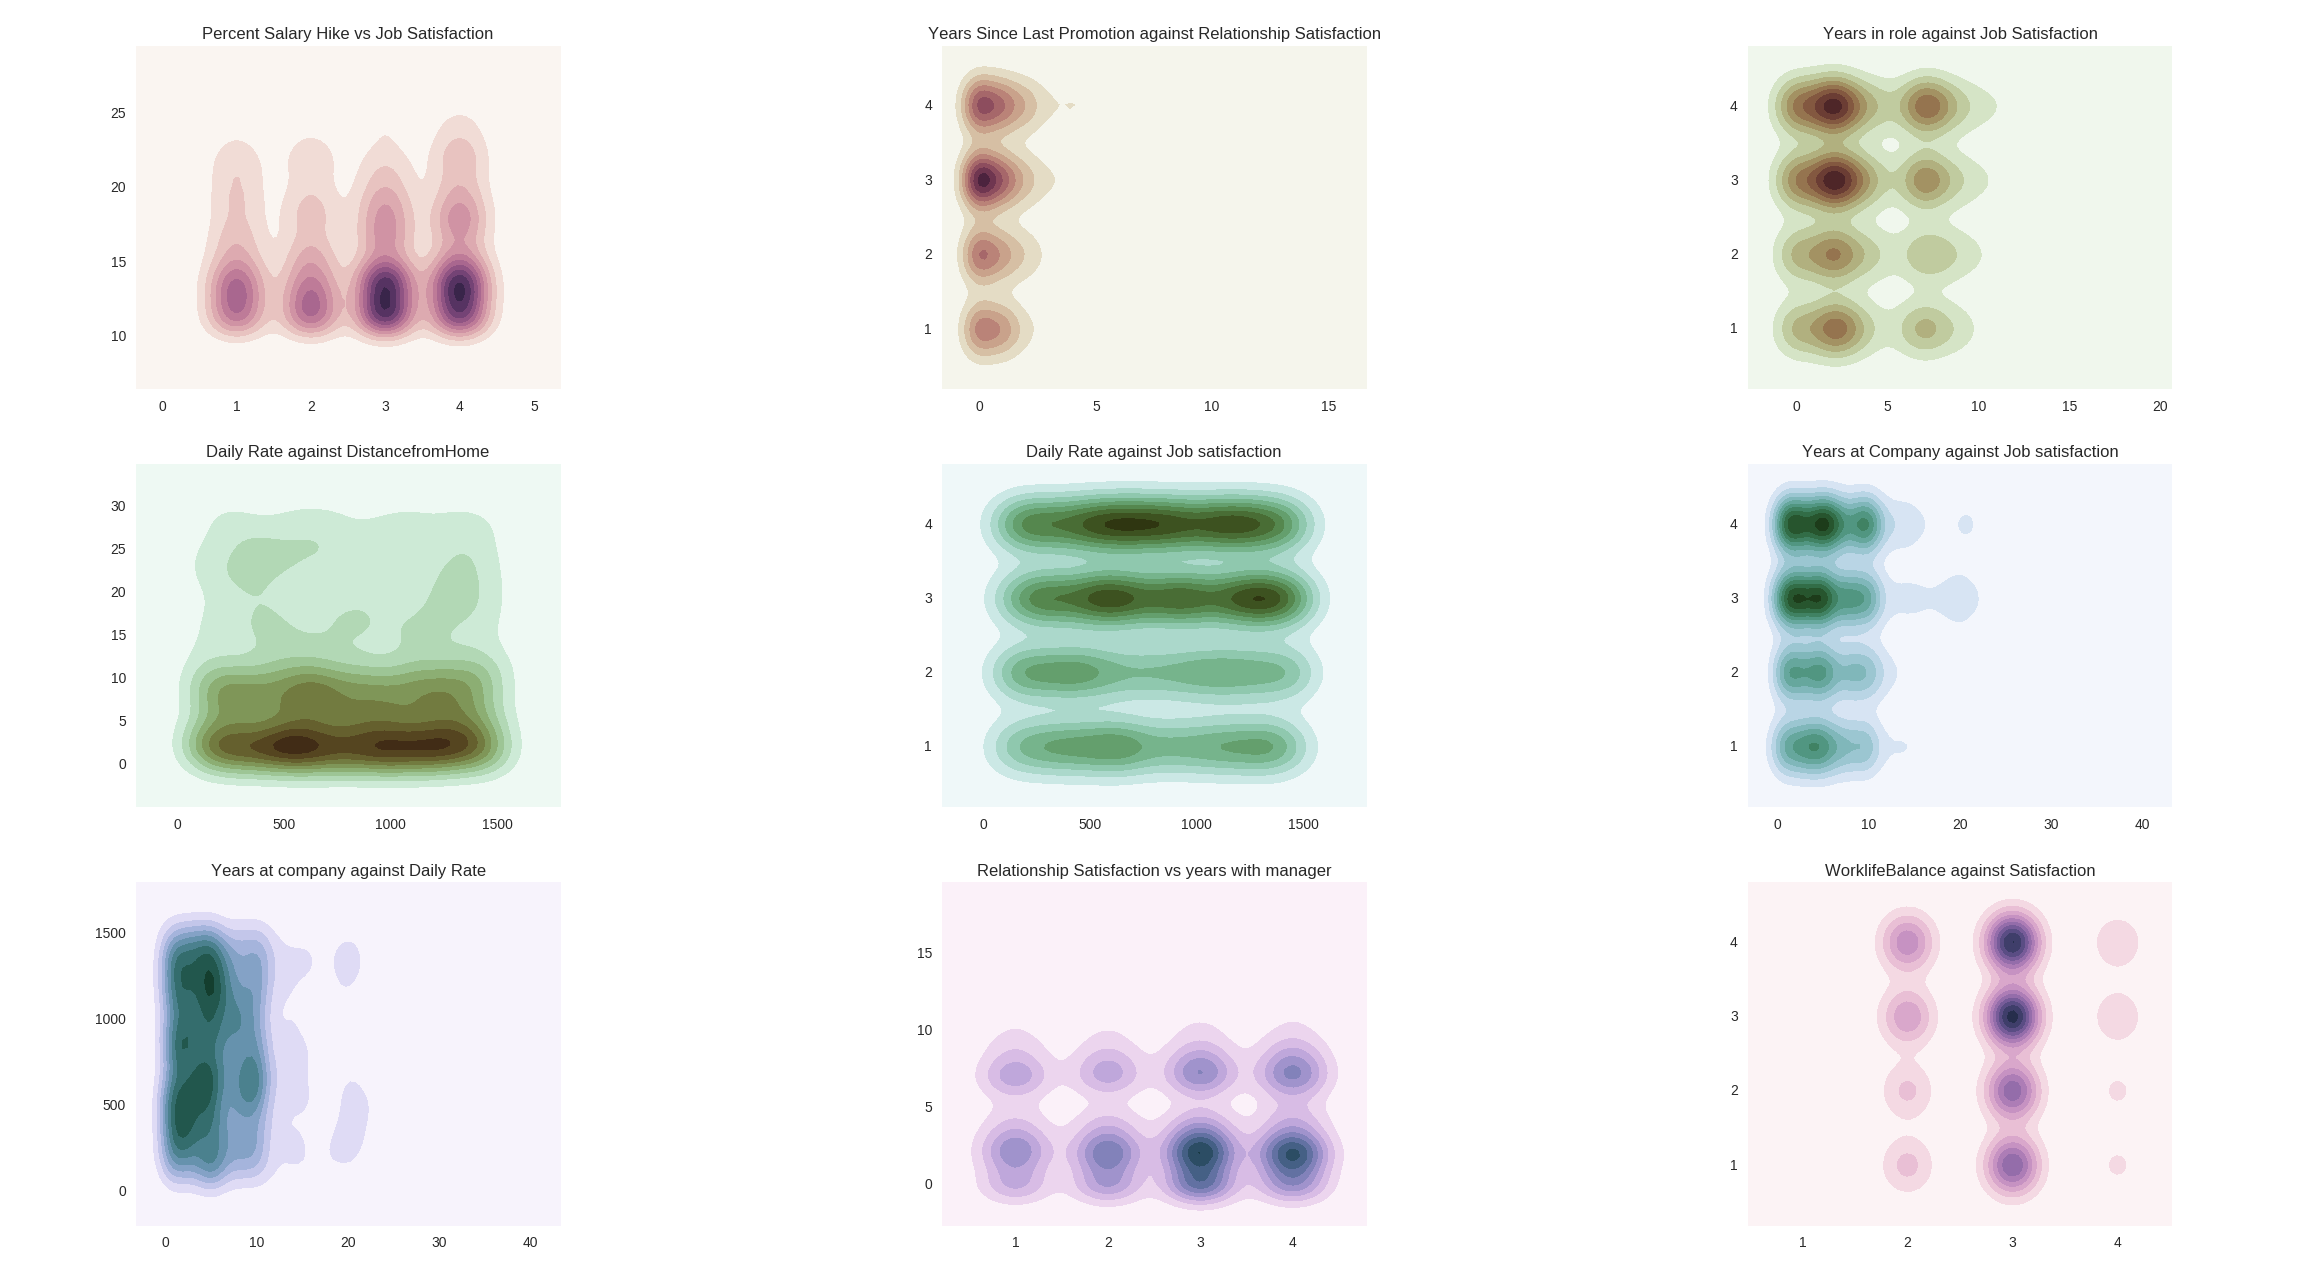 Percent Salary Hike vs Job Satisfaction
25
20
15
10
0 1 2 3 4 5
Years Since Last Promotion against Relationship Satisfaction
4
3
2
1
0 5 10 15
Years in role against Job Satisfaction
4
3
2
1
0 5 10 15 20
Daily Rate against DistancefromHome
30
25
20
15
10
5
0
0 500 1000 1500
Daily Rate against Job satisfaction
4
3
2
1
0 500 1000 1500
Years at Company against Job satisfaction
4
3
2
1
0 10 20 30 40
Years at company against Daily Rate
1500
1000
500
0
0 10 20 30 40
Relationship Satisfaction vs years with manager
15
10
5
0
1 2 3 4
WorklifeBalance against Satisfaction
4
3
2
1
1 2 3 4